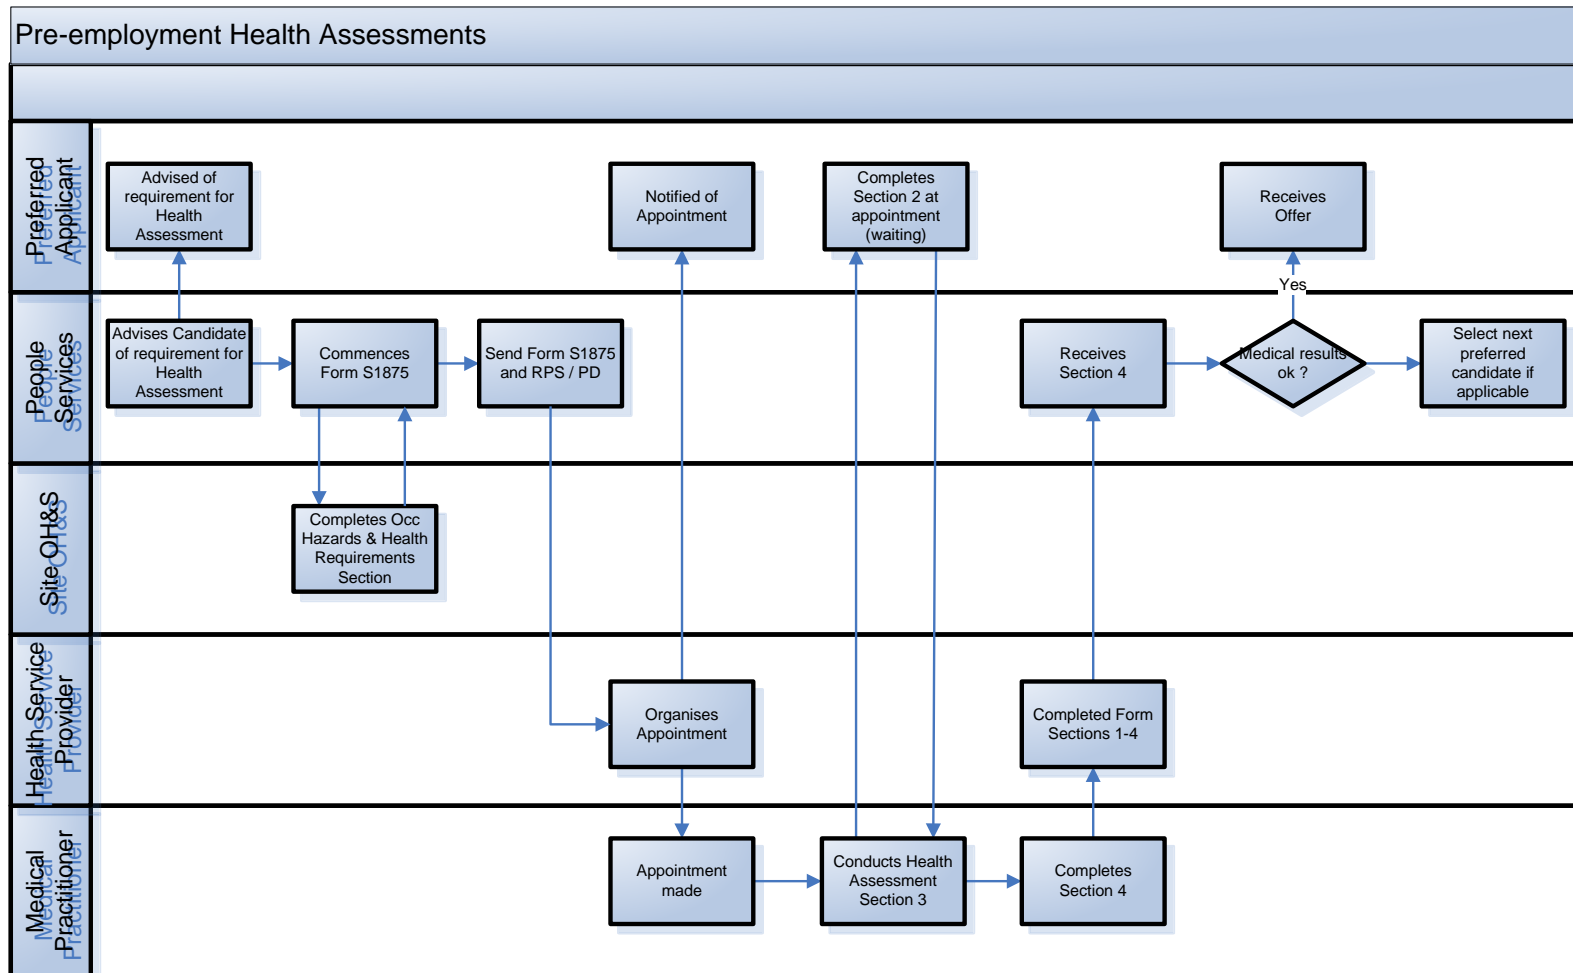 Pre-employment Health Assessments
Preferred
Applicant
Advised of
requirement for
Health
Assessment
Notified of
Appointment
Completes
Section 2 at
appointment
(waiting)
Receives
Offer
Yes
People
Services
Advises Candidate
of requirement for
Health
Assessment
Commences
Form S1875
Send Form S1875
and RPS / PD
Receives
Section 4
Medical results
ok ?
Select next
preferred
candidate if
applicable
Site OH&S
Completes Occ
Hazards & Health
Requirements
Section
Health Service
Provider
Organises
Appointment
Completed Form
Sections 1-4
Medical
Practitioner
Appointment
made
Conducts Health
Assessment
Section 3
Completes
Section 4